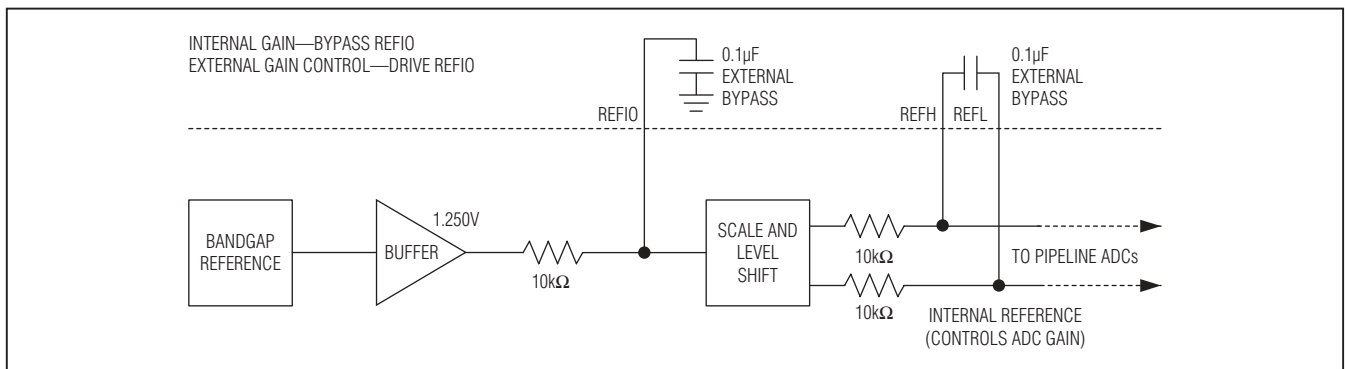 INTERNAL GAIN—BYPASS REFIO
EXTERNAL GAIN CONTROL—DRIVE REFIO
0.1µF
EXTERNAL
BYPASS
0.1µF
EXTERNAL
BYPASS
REFIO
REFH
REFL
BANDGAP
REFERENCE
BUFFER
1.250V
10kΩ
SCALE AND
LEVEL
SHIFT
10kΩ
10kΩ
TO PIPELINE ADCs
INTERNAL REFERENCE
(CONTROLS ADC GAIN)